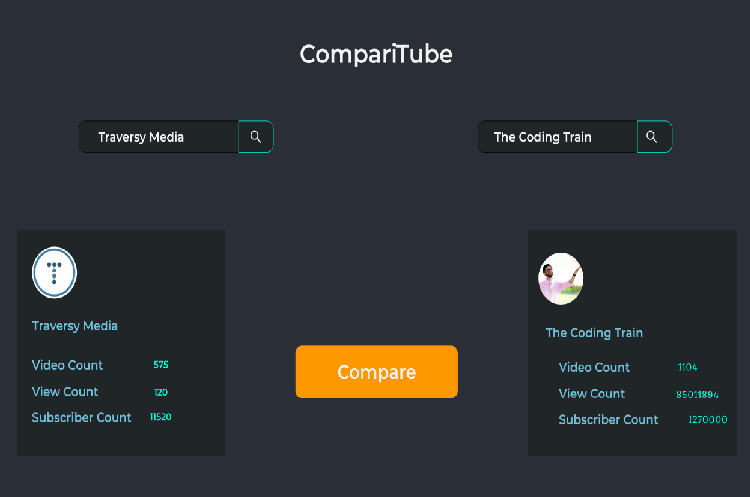 CompariTube
Traversy Media
The Coding Train
T
Traversy Media
Video Count 575
View Count 120
Subscriber Count 11520
Compare
The Coding Train
Video Count 1104
View Count 85011894
Subscriber Count 1270000